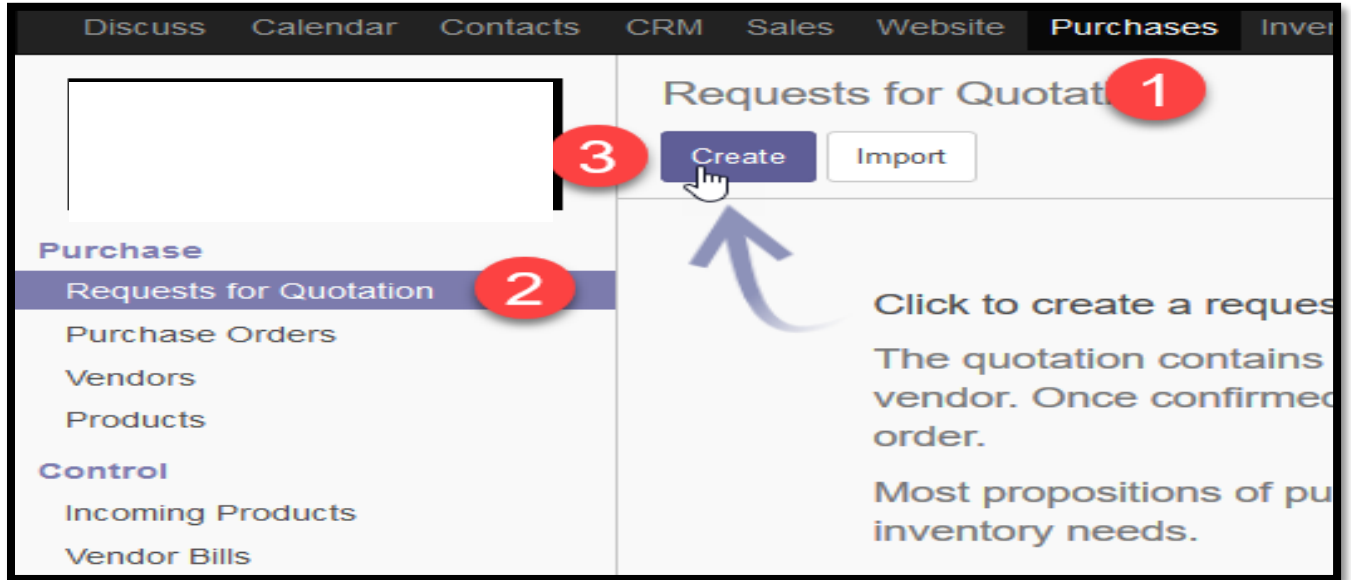 Discuss Calendar Contacts CRM Sales Website Purchases Inver
Requests for Quotat 1
3 Create Import
Purchase
Requests for Quotation 2
Purchase Orders
Vendors
Products
Control
Incoming Products
Vendor Bills
Click to create a reques
The quotation contains
vendor. Once confirmed
order.
Most propositions of pu
inventory needs.